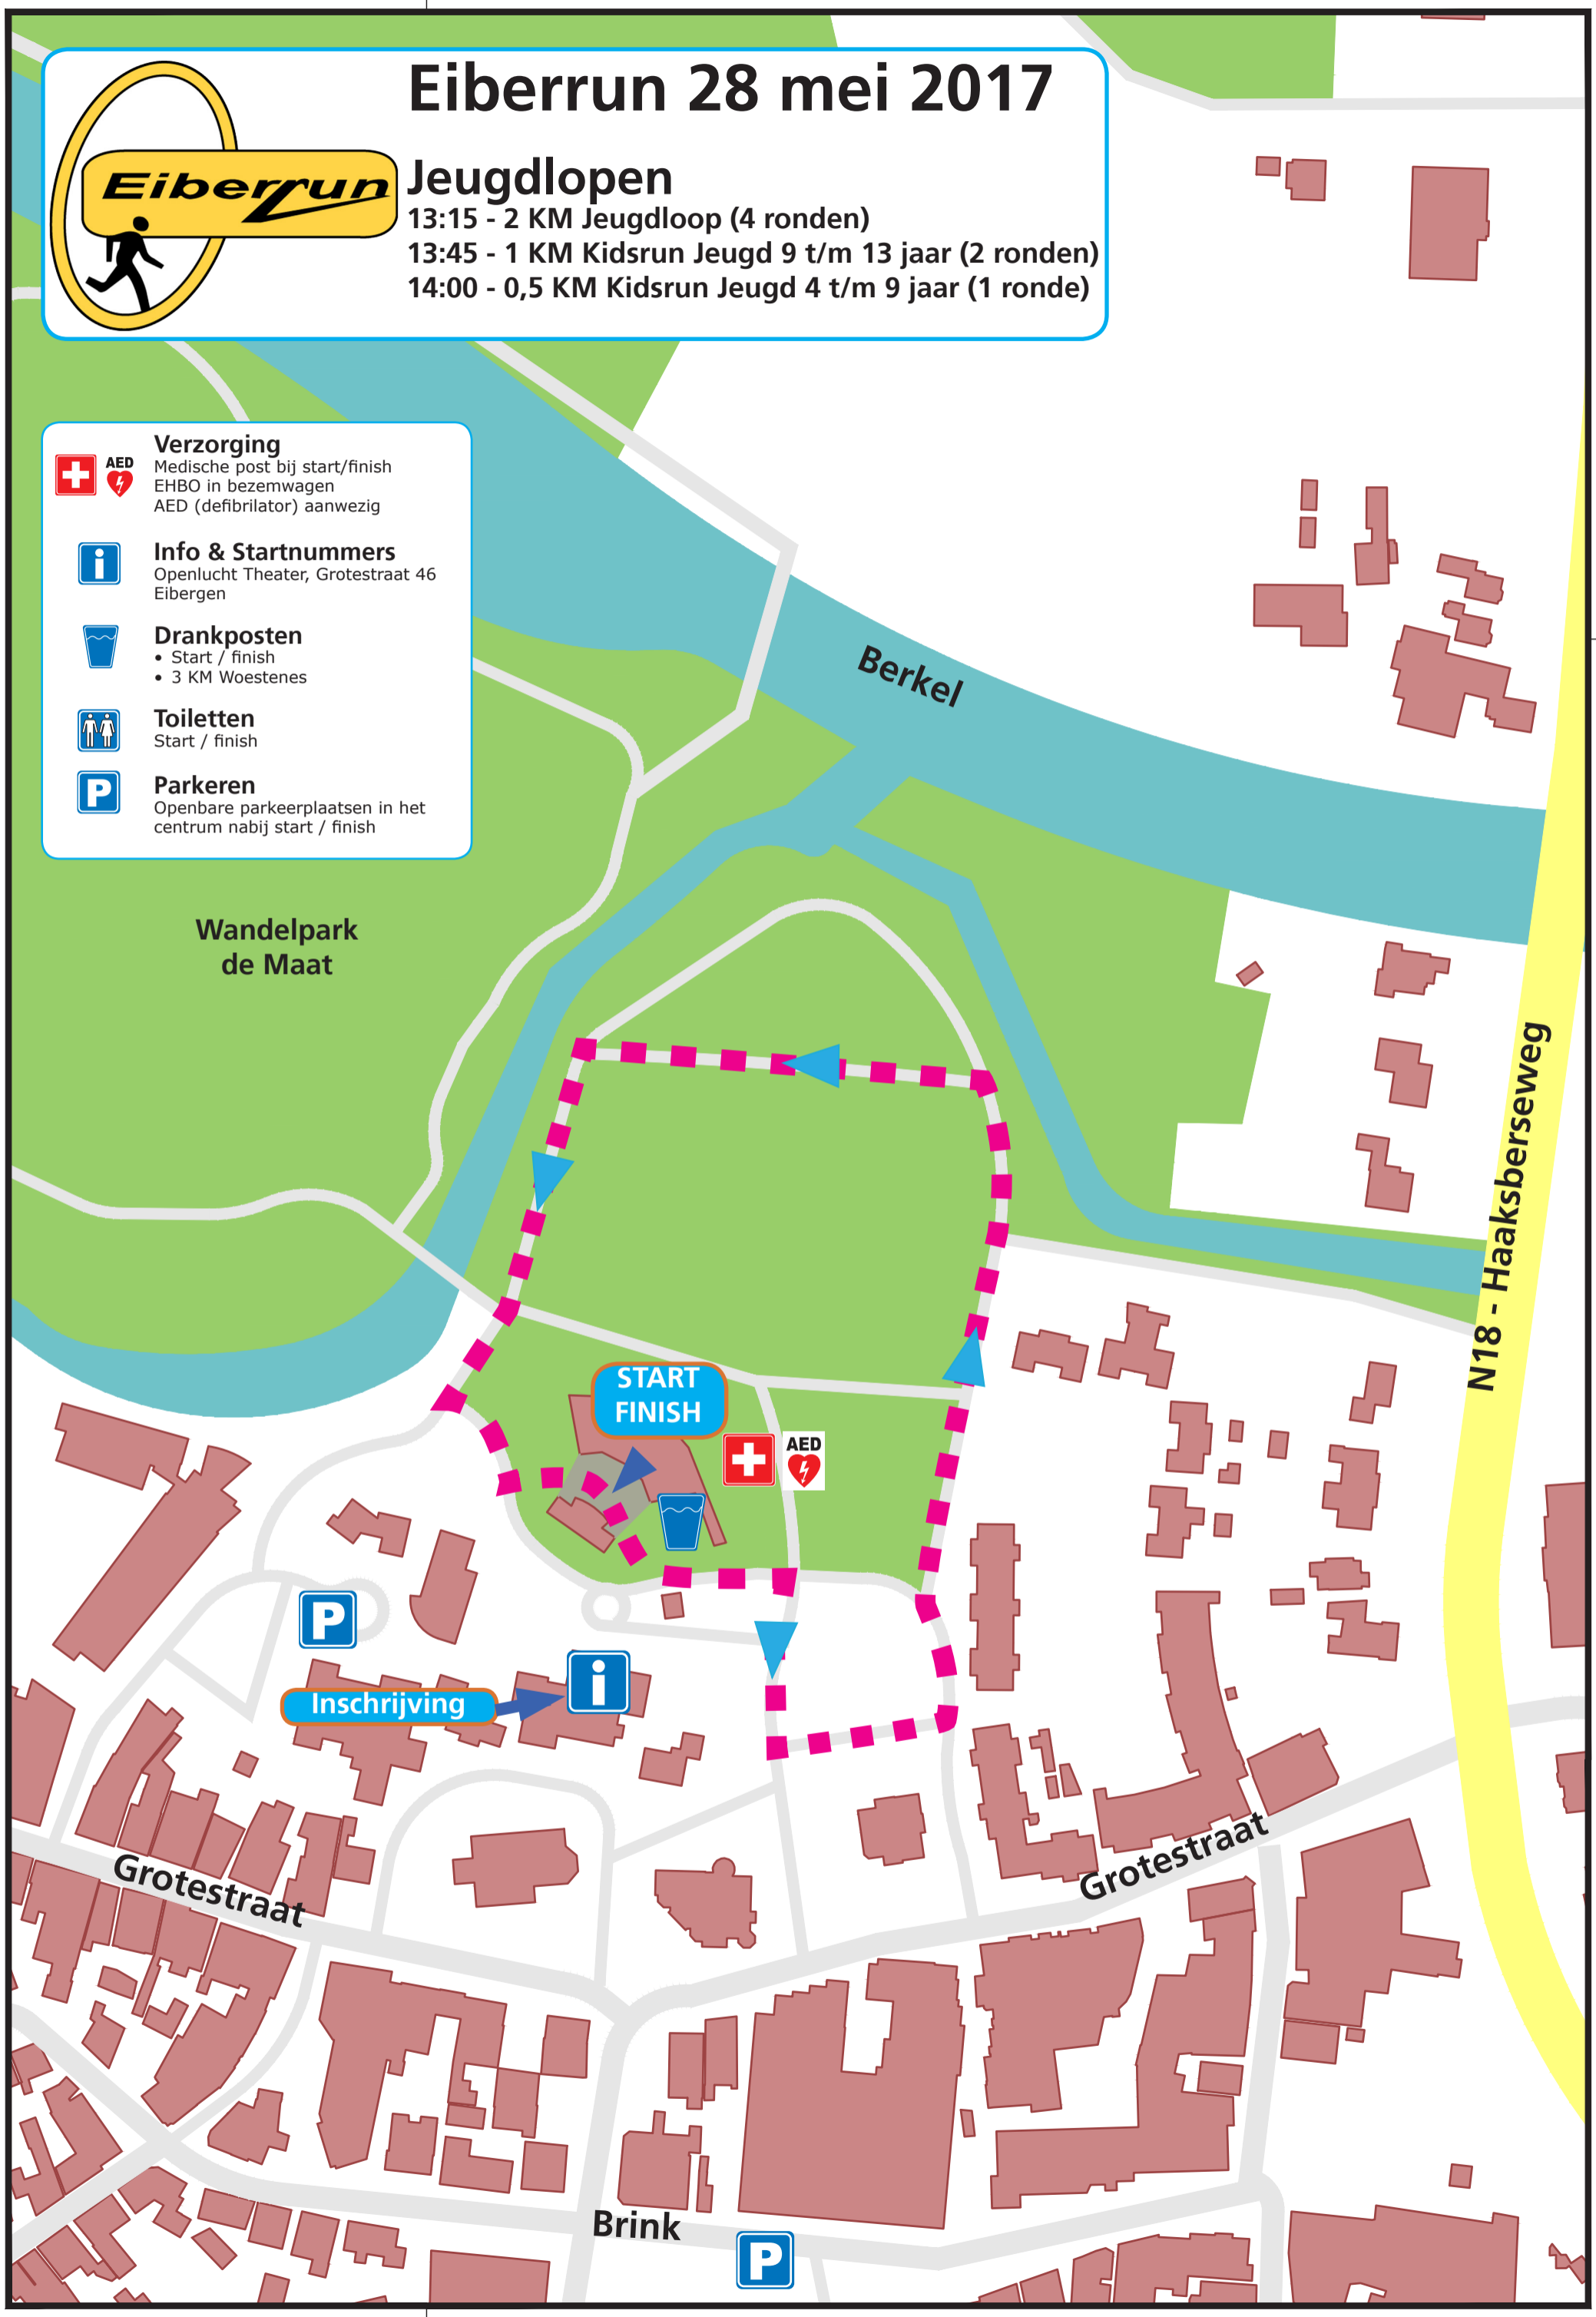 Eiberrun 28 mei 2017
Eiberrun
Jeugdlopen
13:15 - 2 KM Jeugdloop (4 ronden)
13:45 - 1 KM Kidsrun Jeugd 9 t/m 13 jaar (2 ronden)
14:00 - 0,5 KM Kidsrun Jeugd 4 t/m 9 jaar (1 ronde)
Verzorging
AED
Medische post bij start/finish
EHBO in bezemwagen
AED (defibrilator) aanwezig
i
Info & Startnummers
Openlucht Theater, Grotestraat 46
Eibergen
Drankposten
• Start / finish
• 3 KM Woestenes
Toiletten
Start / finish
P
Parkeren
Openbare parkeerplaatsen in het
centrum nabij start / finish
Berkel
Wandelpark
de Maat
N18 - Haaksberseweg
START
FINISH
AED
P
i
Inschrijving
Grotestraat
Grotestraat
Brink
P